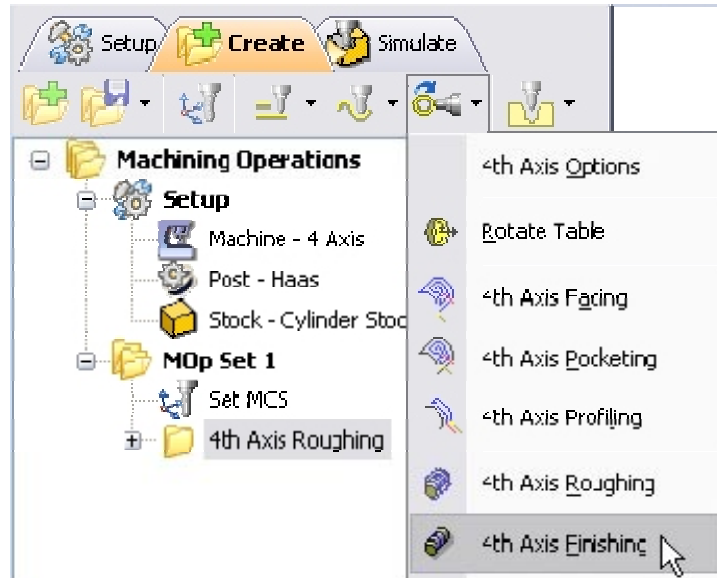 Setup Create Simulate
Machining Operations
Setup
Machine - 4 Axis
Post - Haas
Stock - Cylinder Stoc
MOp Set 1
Set MCS
4th Axis Roughing
4th Axis Options
Rotate Table
4th Axis Facing
4th Axis Pocketing
4th Axis Profiling
4th Axis Roughing
4th Axis Finishing